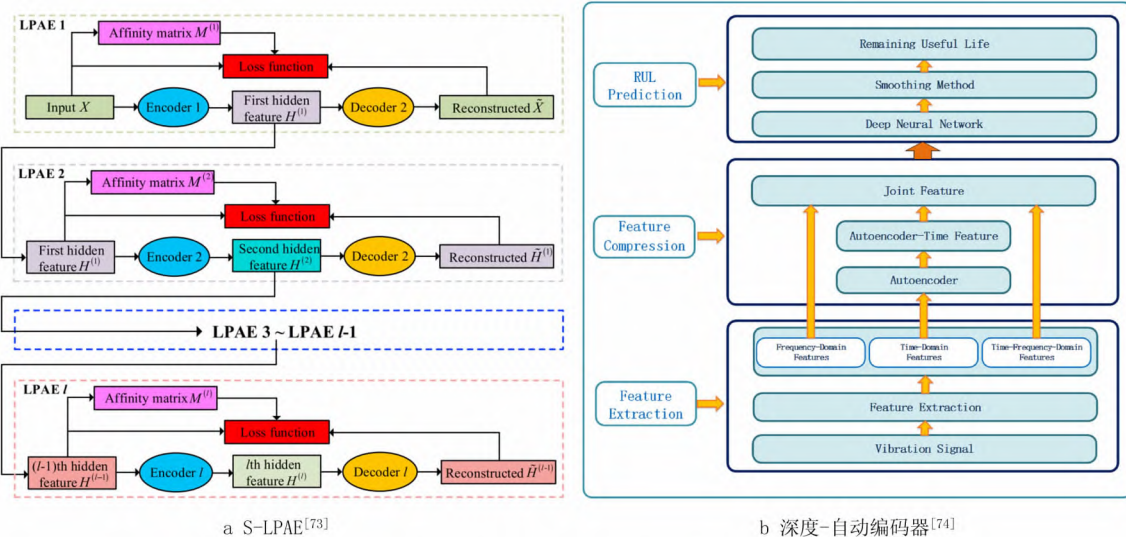 LPAE 1
Affinity matrix M⁽¹⁾
Loss function
Input X
Encoder 1
First hidden
feature H⁽¹⁾
Decoder 2
Reconstructed X̃
LPAE 2
Affinity matrix M⁽²⁾
Loss function
First hidden
feature H⁽¹⁾
Encoder 2
Second hidden
feature H⁽²⁾
Decoder 2
Reconstructed H̃⁽¹⁾
LPAE 3 ~ LPAE l-1
LPAE l
Affinity matrix M⁽ˡ⁾
Loss function
(l-1)th hidden
feature H⁽ˡ⁻¹⁾
Encoder l
lth hidden
feature H⁽ˡ⁾
Decoder l
Reconstructed H̃⁽ˡ⁻¹⁾
a S-LPAE[73]
RUL
Prediction
Remaining Useful Life
Smoothing Method
Deep Neural Network
Feature
Compression
Joint Feature
Autoencoder-Time Feature
Autoencoder
Feature
Extraction
Frequency-Domain
Features
Time-Domain
Features
Time-Frequency-Domain
Features
Feature Extraction
Vibration Signal
b 深度-自动编码器[74]